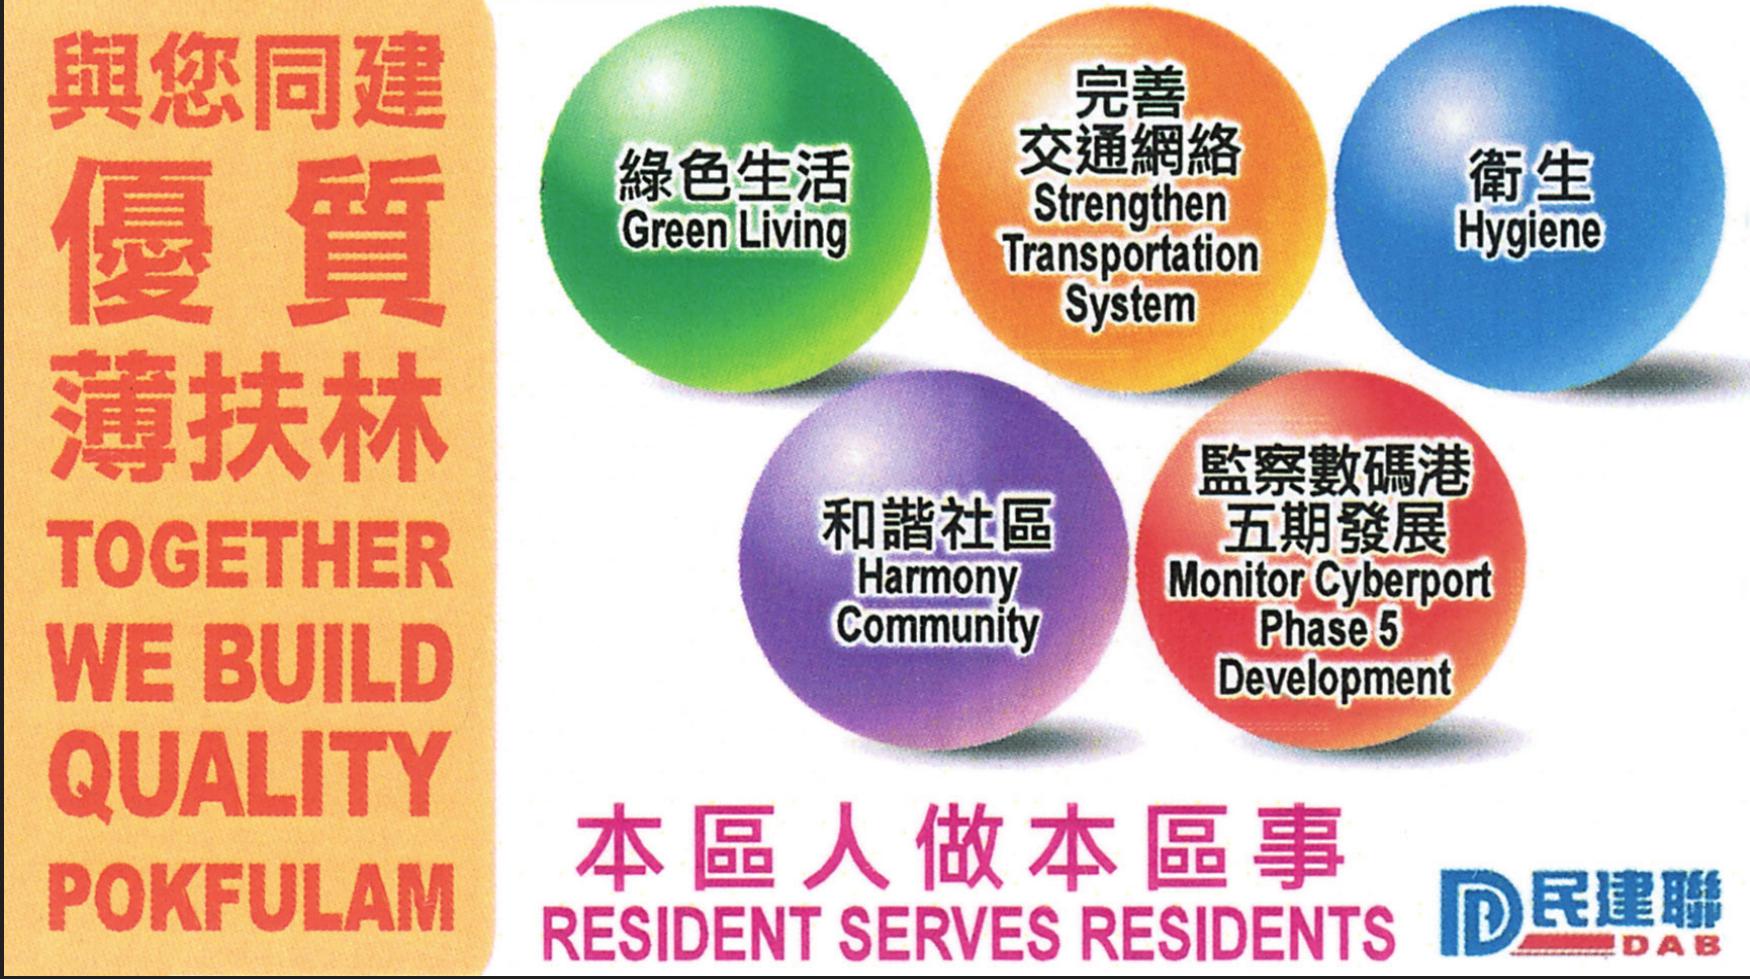 與您同建
優質
薄扶林
TOGETHER
WE BUILD
QUALITY
POKFULAM
綠色生活
Green Living
完善
交通網絡
Strengthen
Transportation
System
衛生
Hygiene
和諧社區
Harmony
Community
監察數碼港
五期發展
Monitor Cyberport
Phase 5
Development
本區人做本區事
RESIDENT SERVES RESIDENTS
民建聯
DAB